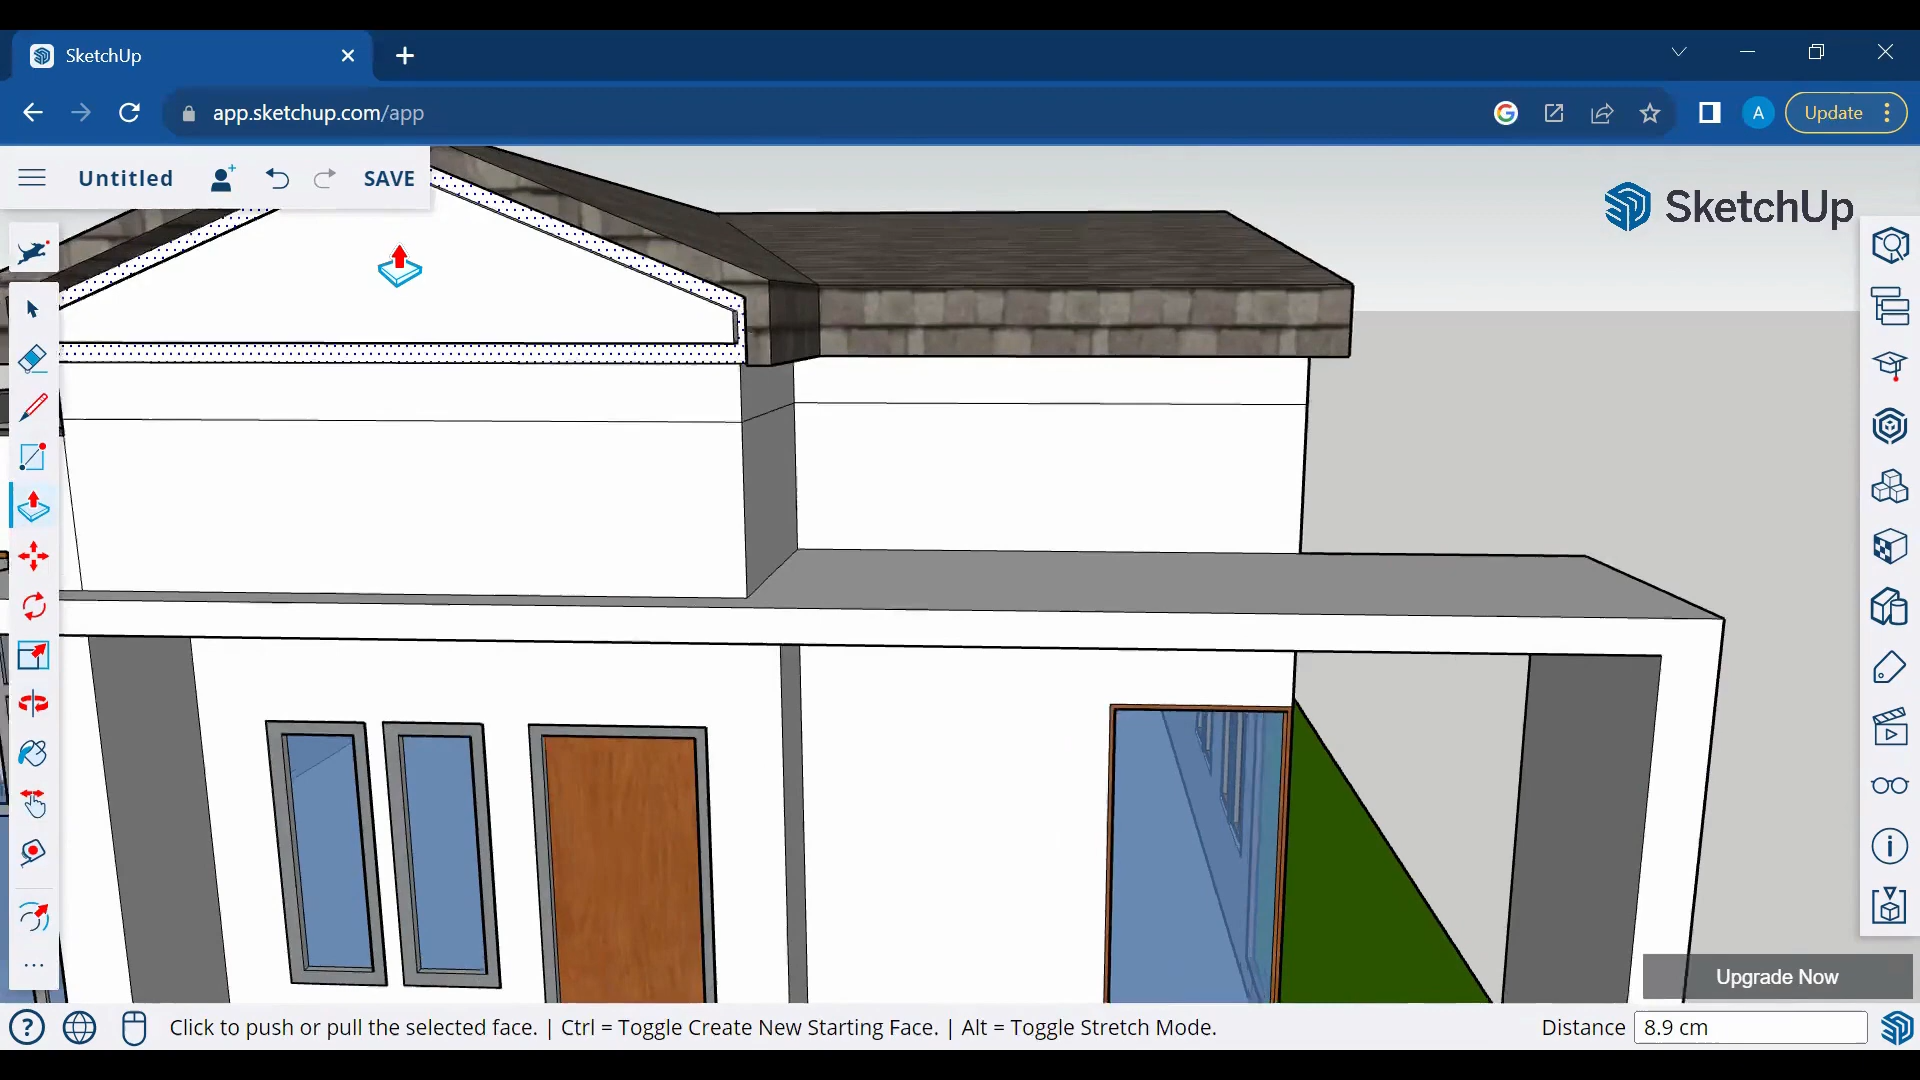 SketchUp
app.sketchup.com/app
A
Update
Untitled
SAVE
SketchUp
Upgrade Now
Click to push or pull the selected face. | Ctrl = Toggle Create New Starting Face. | Alt = Toggle Stretch Mode.
Distance
8.9 cm